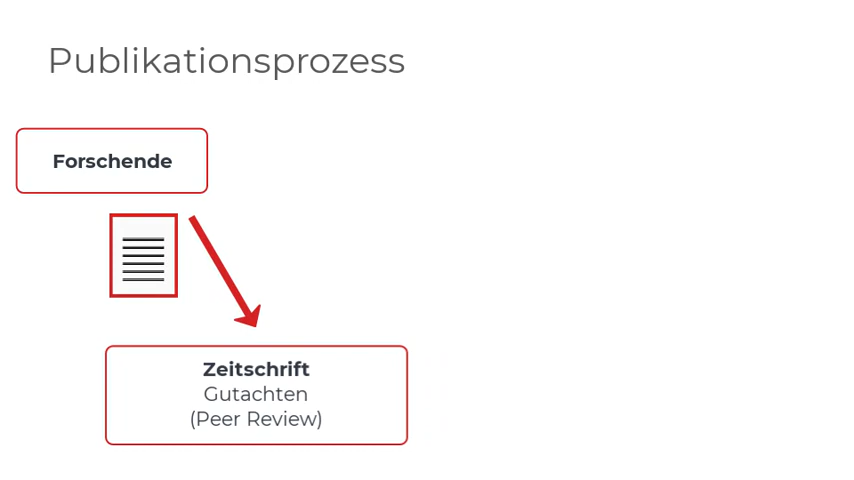 Publikationsprozess
Forschende
Zeitschrift
Gutachten
(Peer Review)